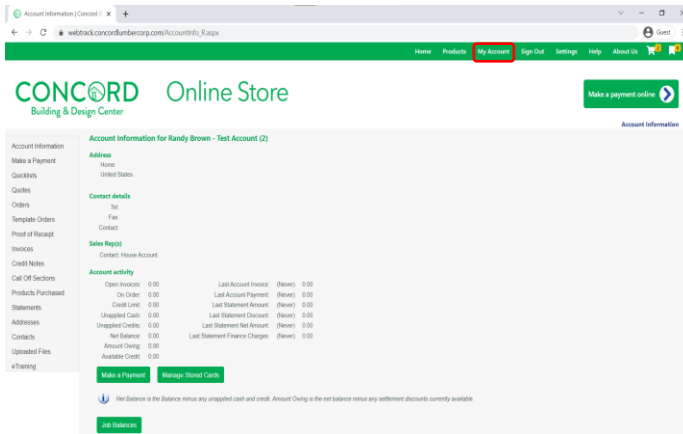 Account Information | Concord
webtrack.concordlumbercorp.com/AccountInfo_R.aspx
Guest
Home Products My Account Sign Out Settings Help About Us
CONCORD
Building & Design Center
Online Store
Make a payment online
Account Information
Account Information
Make a Payment
Quicklists
Quotes
Orders
Template Orders
Proof of Receipt
Invoices
Credit Notes
Call Off Sections
Products Purchased
Statements
Addresses
Contacts
Uploaded Files
eTraining
Account Information for Randy Brown - Test Account (2)
Address
Home
United States
Contact details
Tel
Fax
Contact
Sales Rep(s)
Contact: House Account
Account activity
Open Invoices: 0.00 Last Account Invoice: (Never) 0.00
On Order: 0.00 Last Account Payment: (Never) 0.00
Credit Limit: 0.00 Last Statement Amount: (Never) 0.00
Unapplied Cash: 0.00 Last Statement Discount: (Never) 0.00
Unapplied Credits: 0.00 Last Statement Net Amount: (Never) 0.00
Net Balance: 0.00 Last Statement Finance Charges: (Never) 0.00
Amount Owing: 0.00
Available Credit: 0.00
Make a Payment Manage Stored Cards
Net Balance is the Balance minus any unapplied cash and credit. Amount Owing is the net balance minus any settlement discounts currently available.
Job Balances